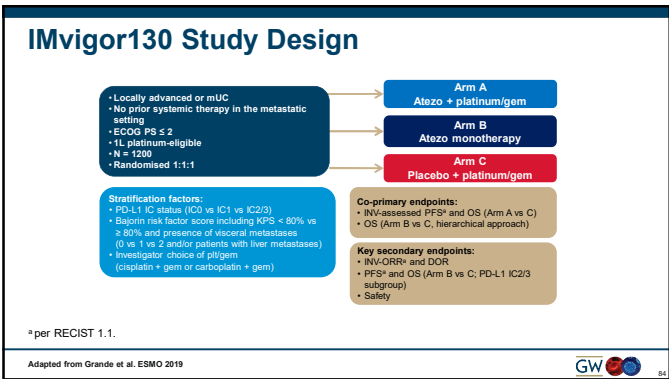 IMvigor130 Study Design
• Locally advanced or mUC
• No prior systemic therapy in the metastatic
setting
• ECOG PS ≤ 2
• 1L platinum-eligible
• N = 1200
• Randomised 1:1:1
Arm A
Atezo + platinum/gem
Arm B
Atezo monotherapy
Arm C
Placebo + platinum/gem
Stratification factors:
• PD-L1 IC status (IC0 vs IC1 vs IC2/3)
• Bajorin risk factor score including KPS < 80% vs
≥ 80% and presence of visceral metastases
(0 vs 1 vs 2 and/or patients with liver metastases)
• Investigator choice of plt/gem
(cisplatin + gem or carboplatin + gem)
Co-primary endpoints:
• INV-assessed PFSᵃ and OS (Arm A vs C)
• OS (Arm B vs C, hierarchical approach)
Key secondary endpoints:
• INV-ORRᵃ and DOR
• PFSᵃ and OS (Arm B vs C; PD-L1 IC2/3
subgroup)
• Safety
ᵃ per RECIST 1.1.
Adapted from Grande et al. ESMO 2019
GW
84